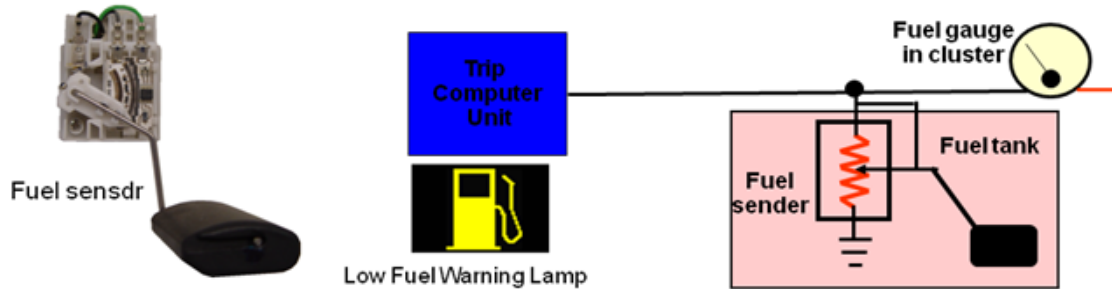 Fuel sensdr
Trip
Computer
Unit
Low Fuel Warning Lamp
Fuel gauge
in cluster
Fuel tank
Fuel
sender